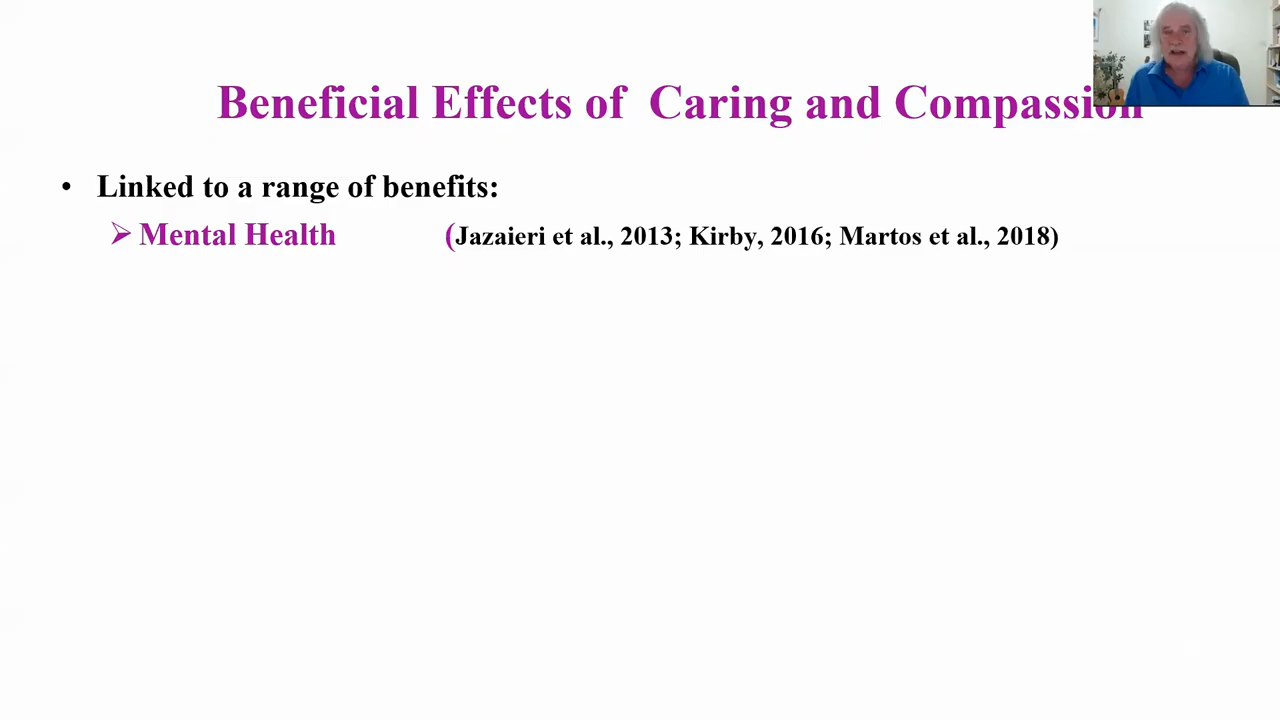 Beneficial Effects of Caring and Compassion
• Linked to a range of benefits:
➢ Mental Health (Jazaieri et al., 2013; Kirby, 2016; Martos et al., 2018)